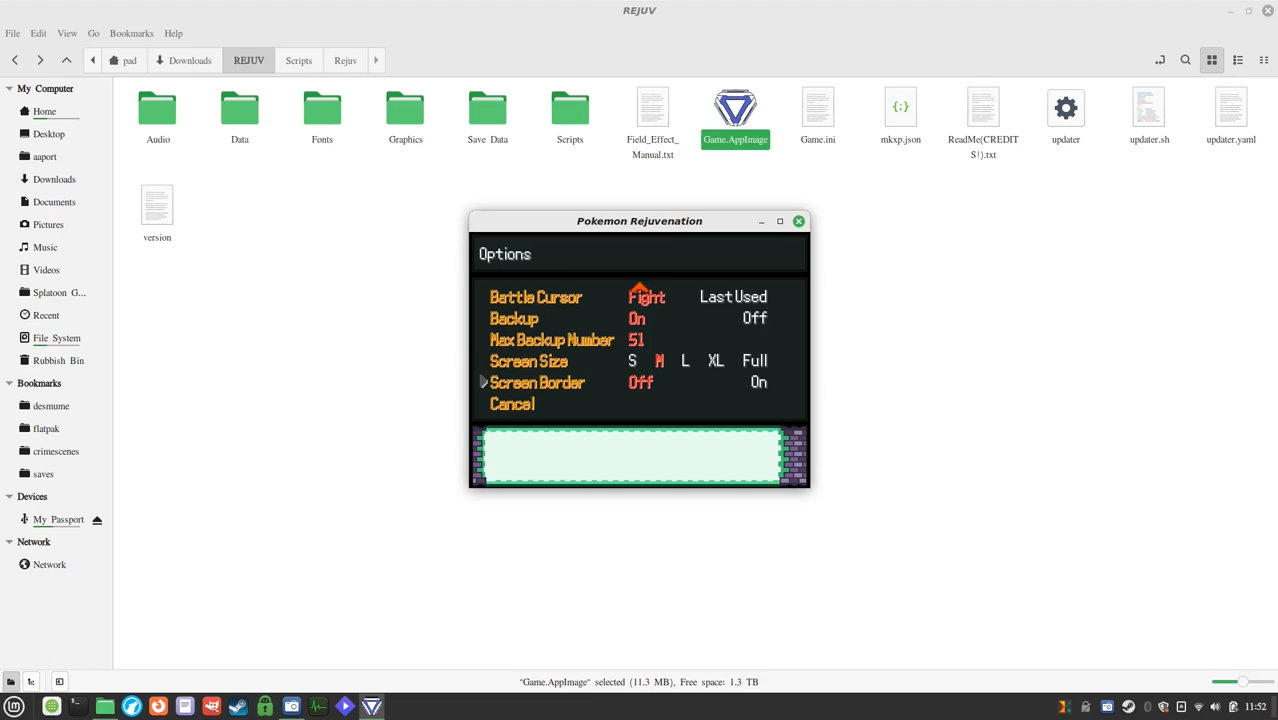 REJUV
File Edit View Go Bookmarks Help
pad Downloads REJUV Scripts Rejuv
My Computer
Home
Desktop
aaport
Downloads
Documents
Pictures
Music
Videos
Splatoon G...
Recent
File System
Rubbish Bin
Bookmarks
desmume
flatpak
crimescenes
saves
Devices
My Passport
Network
Network
Audio
Data
Fonts
Graphics
Save Data
Scripts
Field_Effect_
Manual.txt
Game.AppImage
Game.ini
mkxp.json
ReadMe(CREDIT
S!).txt
updater
updater.sh
updater.yaml
version
Pokemon Rejuvenation
Options
Battle Cursor Fight Last Used
Backup On Off
Max Backup Number 51
Screen Size S M L XL Full
Screen Border Off On
Cancel
"Game.AppImage" selected (11.3 MB), Free space: 1.3 TB
11:52